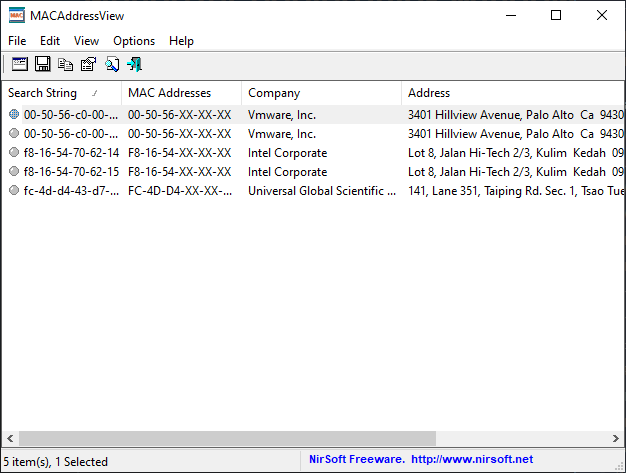 MAC MACAddressView
File Edit View Options Help
Search String MAC Addresses Company Address
00-50-56-c0-00-... 00-50-56-XX-XX-XX Vmware, Inc. 3401 Hillview Avenue, Palo Alto Ca 9430
00-50-56-c0-00-... 00-50-56-XX-XX-XX Vmware, Inc. 3401 Hillview Avenue, Palo Alto Ca 9430
f8-16-54-70-62-14 F8-16-54-XX-XX-XX Intel Corporate Lot 8, Jalan Hi-Tech 2/3, Kulim Kedah 09
f8-16-54-70-62-15 F8-16-54-XX-XX-XX Intel Corporate Lot 8, Jalan Hi-Tech 2/3, Kulim Kedah 09
fc-4d-d4-43-d7-... FC-4D-D4-XX-XX-... Universal Global Scientific ... 141, Lane 351, Taiping Rd. Sec. 1, Tsao Tue
5 item(s), 1 Selected NirSoft Freeware. http://www.nirsoft.net